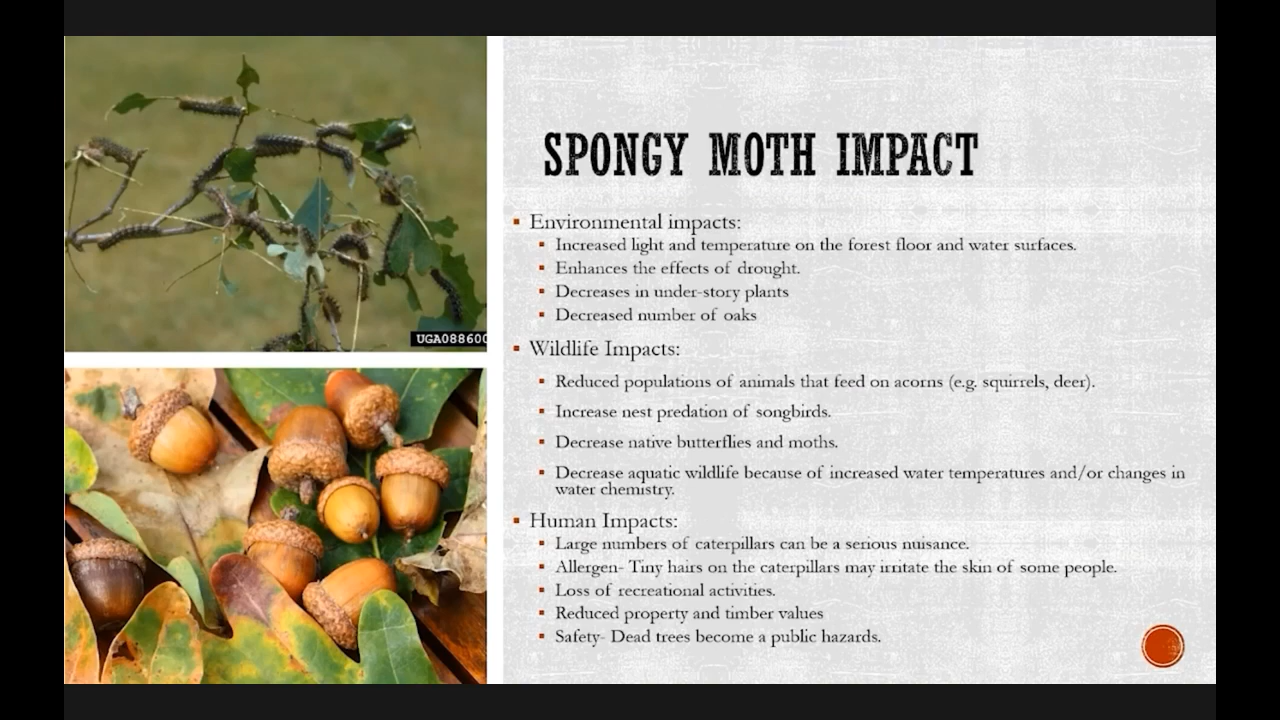 UGA088600
SPONGY MOTH IMPACT
Environmental impacts:
Increased light and temperature on the forest floor and water surfaces.
Enhances the effects of drought.
Decreases in under-story plants
Decreased number of oaks
Wildlife Impacts:
Reduced populations of animals that feed on acorns (e.g. squirrels, deer).
Increase nest predation of songbirds.
Decrease native butterflies and moths.
Decrease aquatic wildlife because of increased water temperatures and/or changes in
water chemistry.
Human Impacts:
Large numbers of caterpillars can be a serious nuisance.
Allergen- Tiny hairs on the caterpillars may irritate the skin of some people.
Loss of recreational activities.
Reduced property and timber values
Safety- Dead trees become a public hazards.